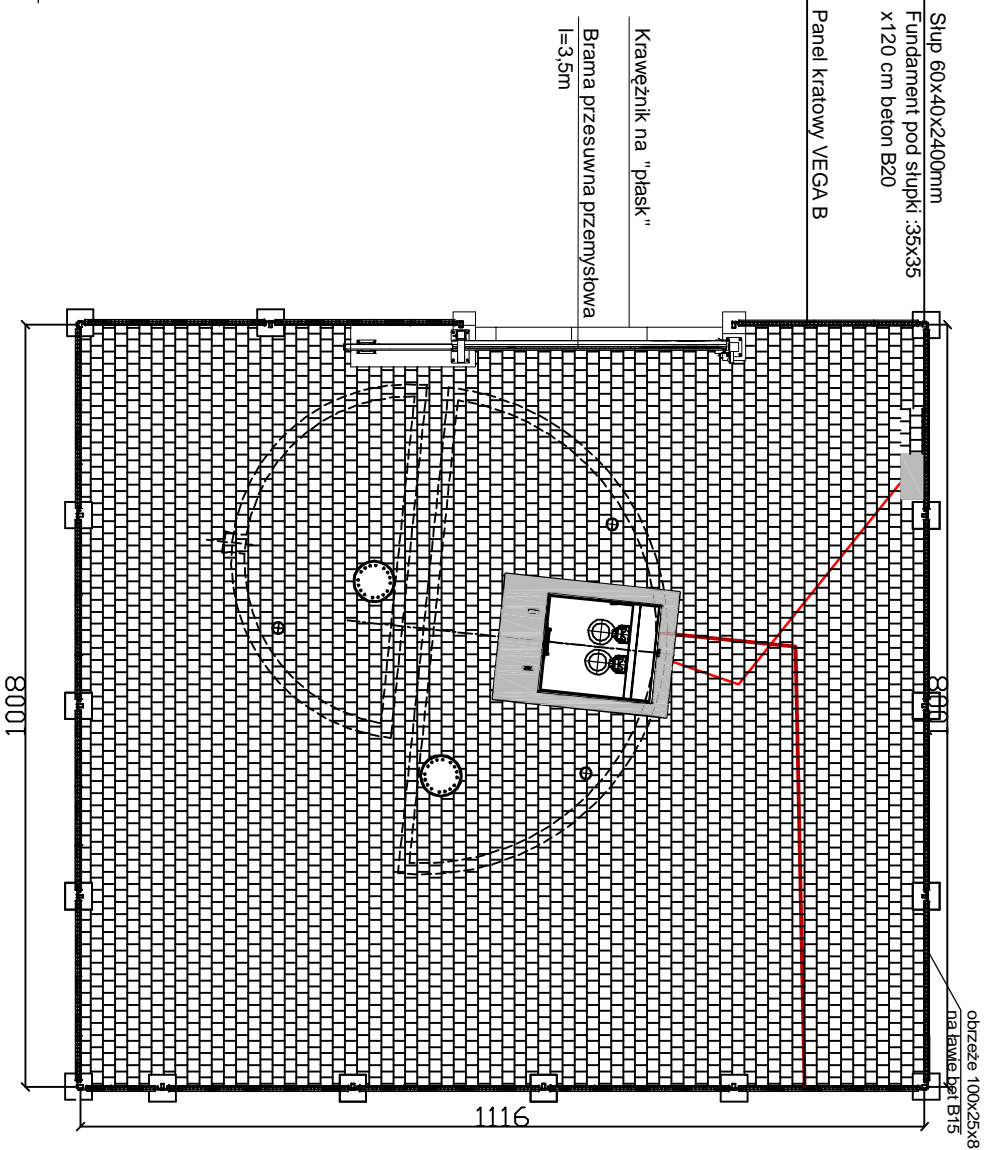 Słup 60x40x2400mm
Fundament pod słupki :35x35
x120 cm beton B20
Panel kratowy VEGA B
Krawężnik na "płask"
Brama przesuwna przemysłowa
l=3,5m
1008
1008
1116
obrzeże 100x25x8
na ławie bet B15